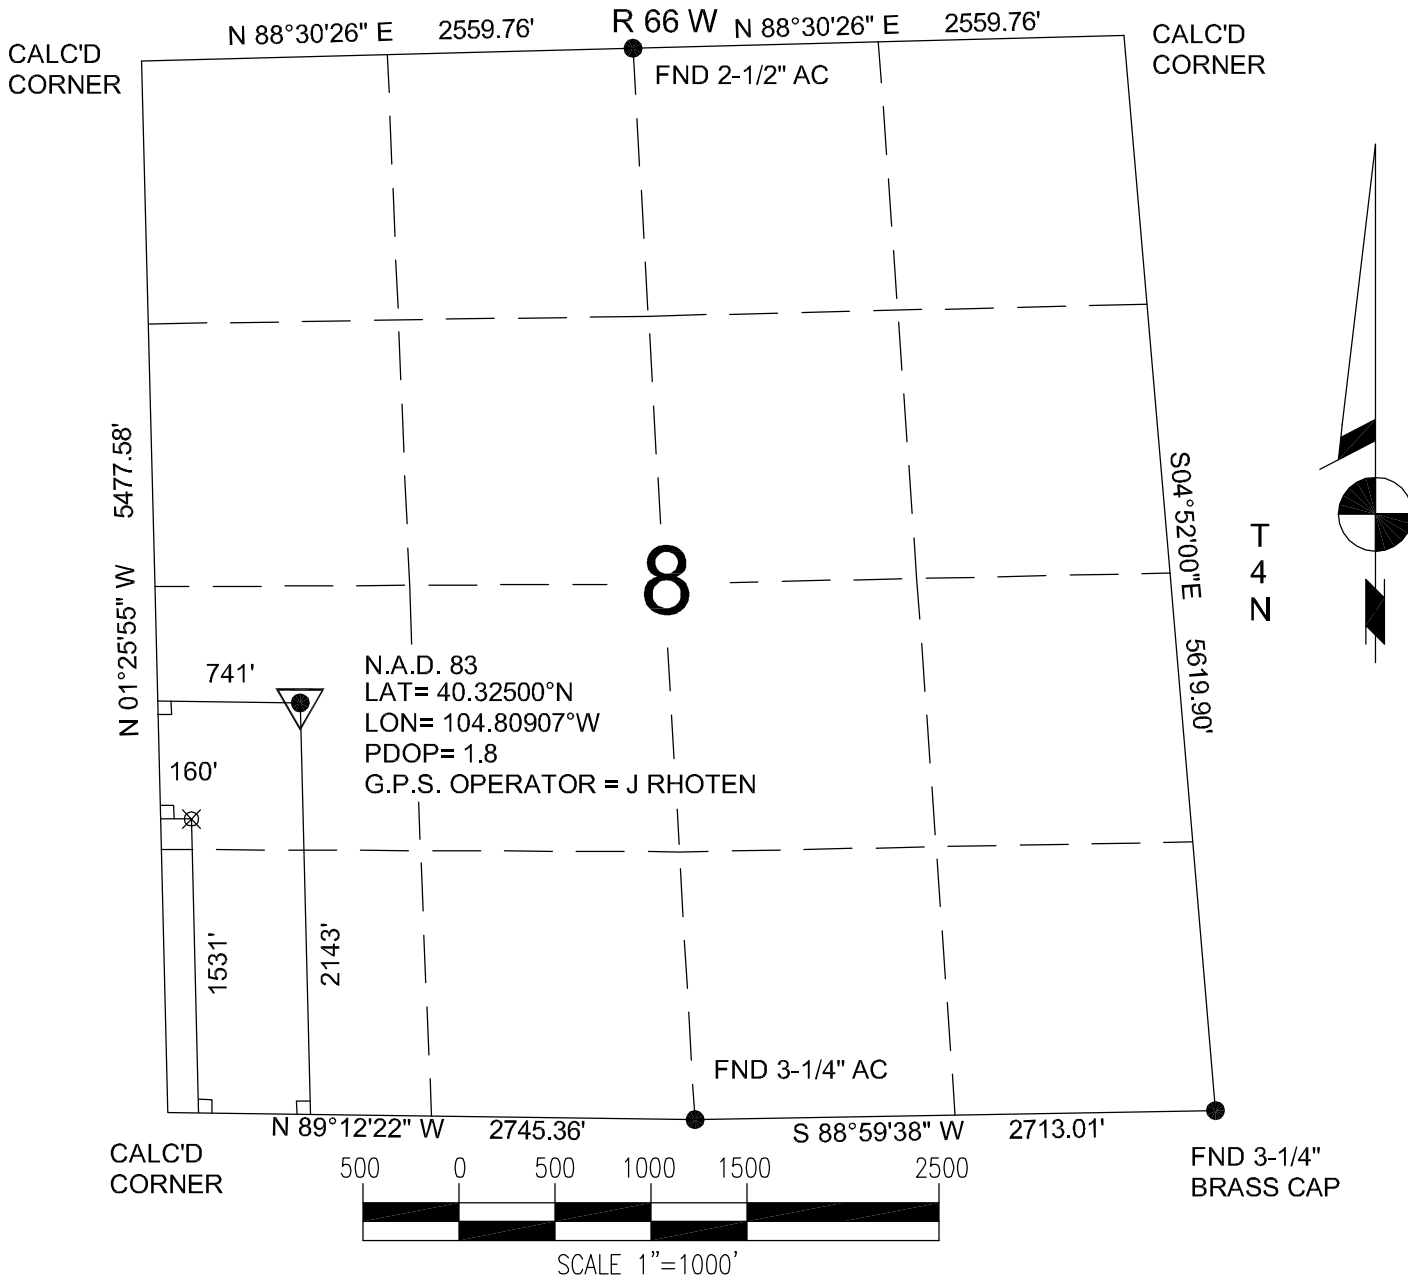 N 88°30'26" E 2559.76' R 66 W N 88°30'26" E 2559.76'
CALC'D
CORNER
CALC'D
CORNER
FND 2-1/2" AC
N 01°25'55" W 5477.58'
S04°52'00"E 5619.90'
T
4
N
8
741'
N.A.D. 83
LAT= 40.32500°N
LON= 104.80907°W
PDOP= 1.8
G.P.S. OPERATOR = J RHOTEN
160'
1531'
2143'
FND 3-1/4" AC
N 89°12'22" W 2745.36' S 88°59'38" W 2713.01'
CALC'D
CORNER
FND 3-1/4"
BRASS CAP
500 0 500 1000 1500 2500
SCALE 1"=1000'
N